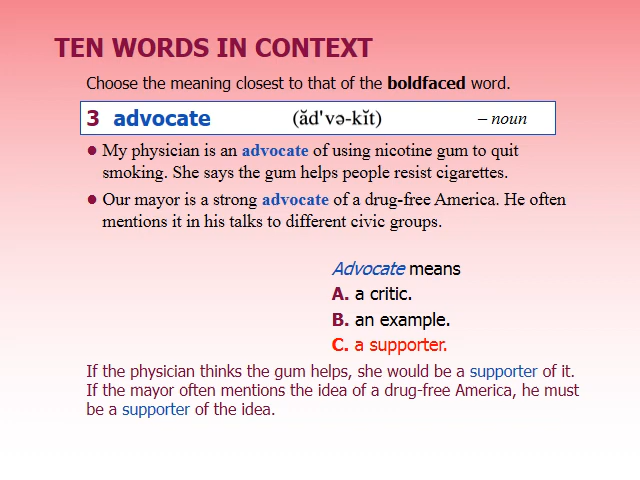 TEN WORDS IN CONTEXT
Choose the meaning closest to that of the boldfaced word.
3 advocate (ăd'və-kĭt) – noun
• My physician is an advocate of using nicotine gum to quit
smoking. She says the gum helps people resist cigarettes.
• Our mayor is a strong advocate of a drug-free America. He often
mentions it in his talks to different civic groups.
Advocate means
A. a critic.
B. an example.
C. a supporter.
If the physician thinks the gum helps, she would be a supporter of it.
If the mayor often mentions the idea of a drug-free America, he must
be a supporter of the idea.